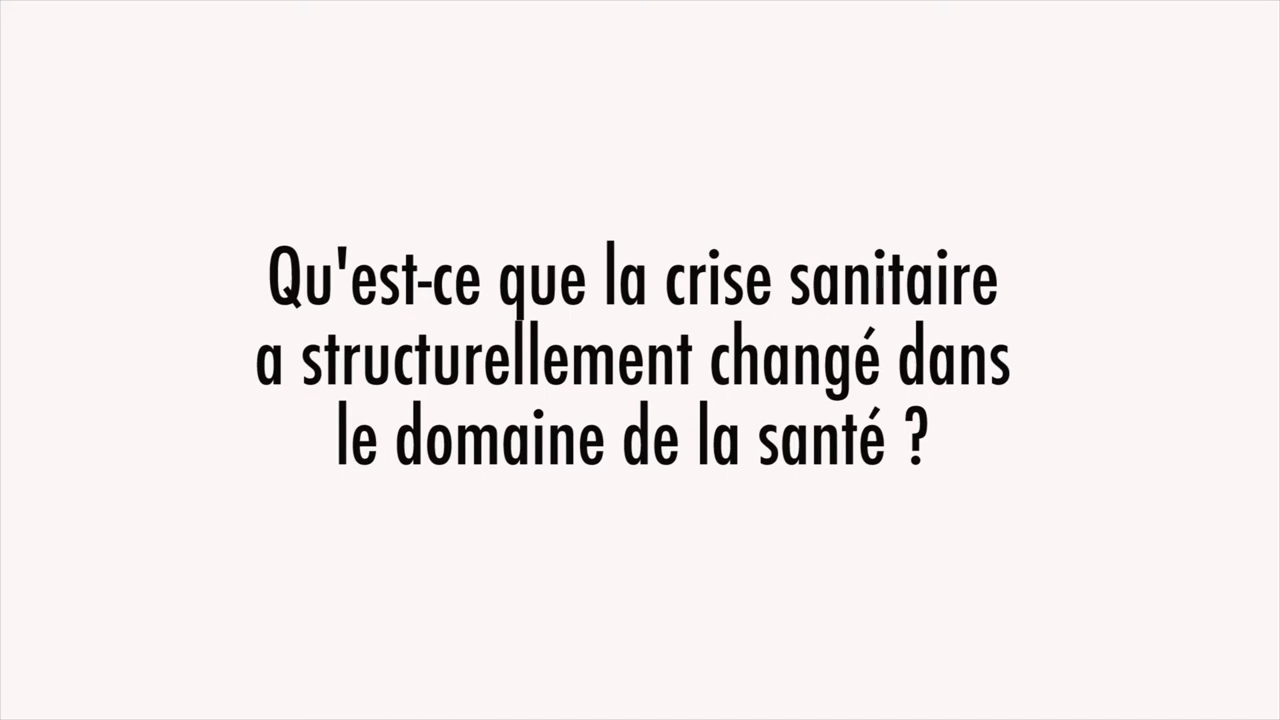 Qu'est-ce que la crise sanitaire
a structurellement changé dans
le domaine de la santé ?